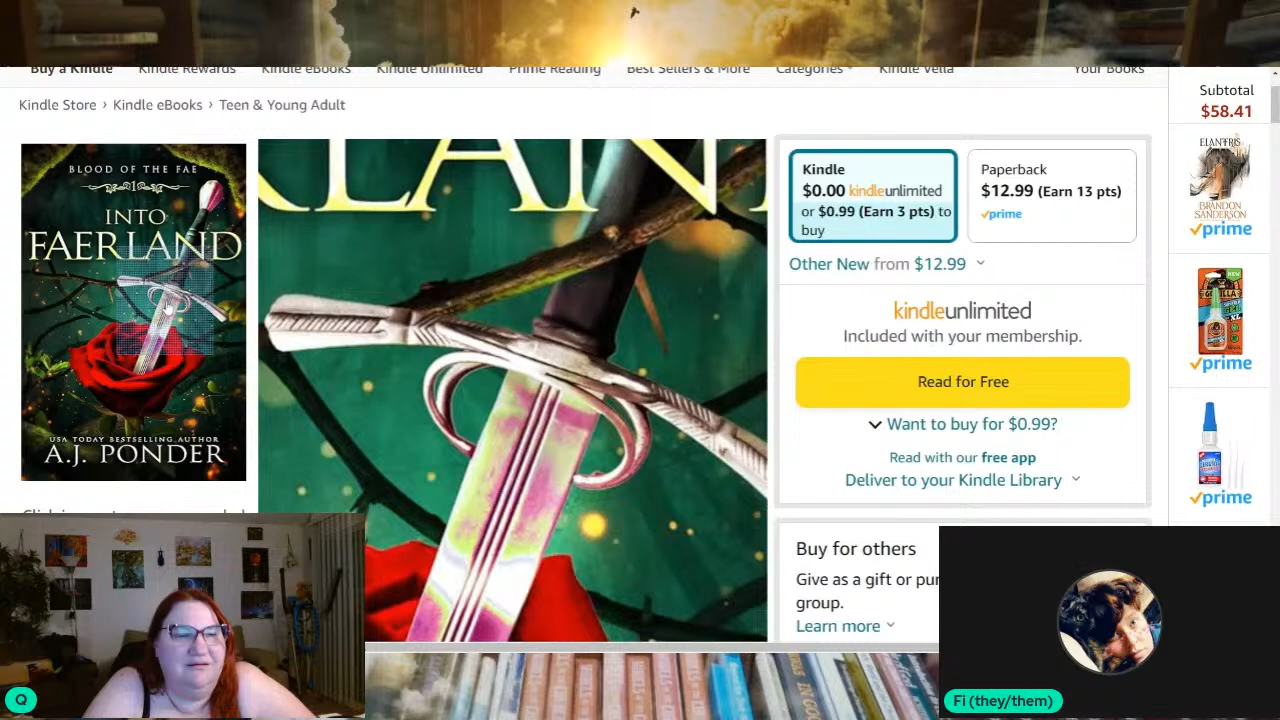 Buy a Kindle Kindle Rewards Kindle eBooks Kindle Unlimited Prime Reading Best Sellers & More Categories Kindle Vella Your Books
Kindle Store › Kindle eBooks › Teen & Young Adult
Subtotal
$58.41
BLOOD OF THE FAE
1
INTO
FAERLAND
USA TODAY BESTSELLING AUTHOR
A.J. PONDER
RLAN
Kindle
$0.00 kindleunlimited
or $0.99 (Earn 3 pts) to
buy
Paperback
$12.99 (Earn 13 pts)
prime
Other New from $12.99
kindleunlimited
Included with your membership.
Read for Free
Want to buy for $0.99?
Read with our free app
Deliver to your Kindle Library
Buy for others
Give as a gift or pur
group.
Learn more
ELANTRIS
BRANDON
SANDERSON
prime
GORILLA
prime
prime
Q
Fi (they/them)